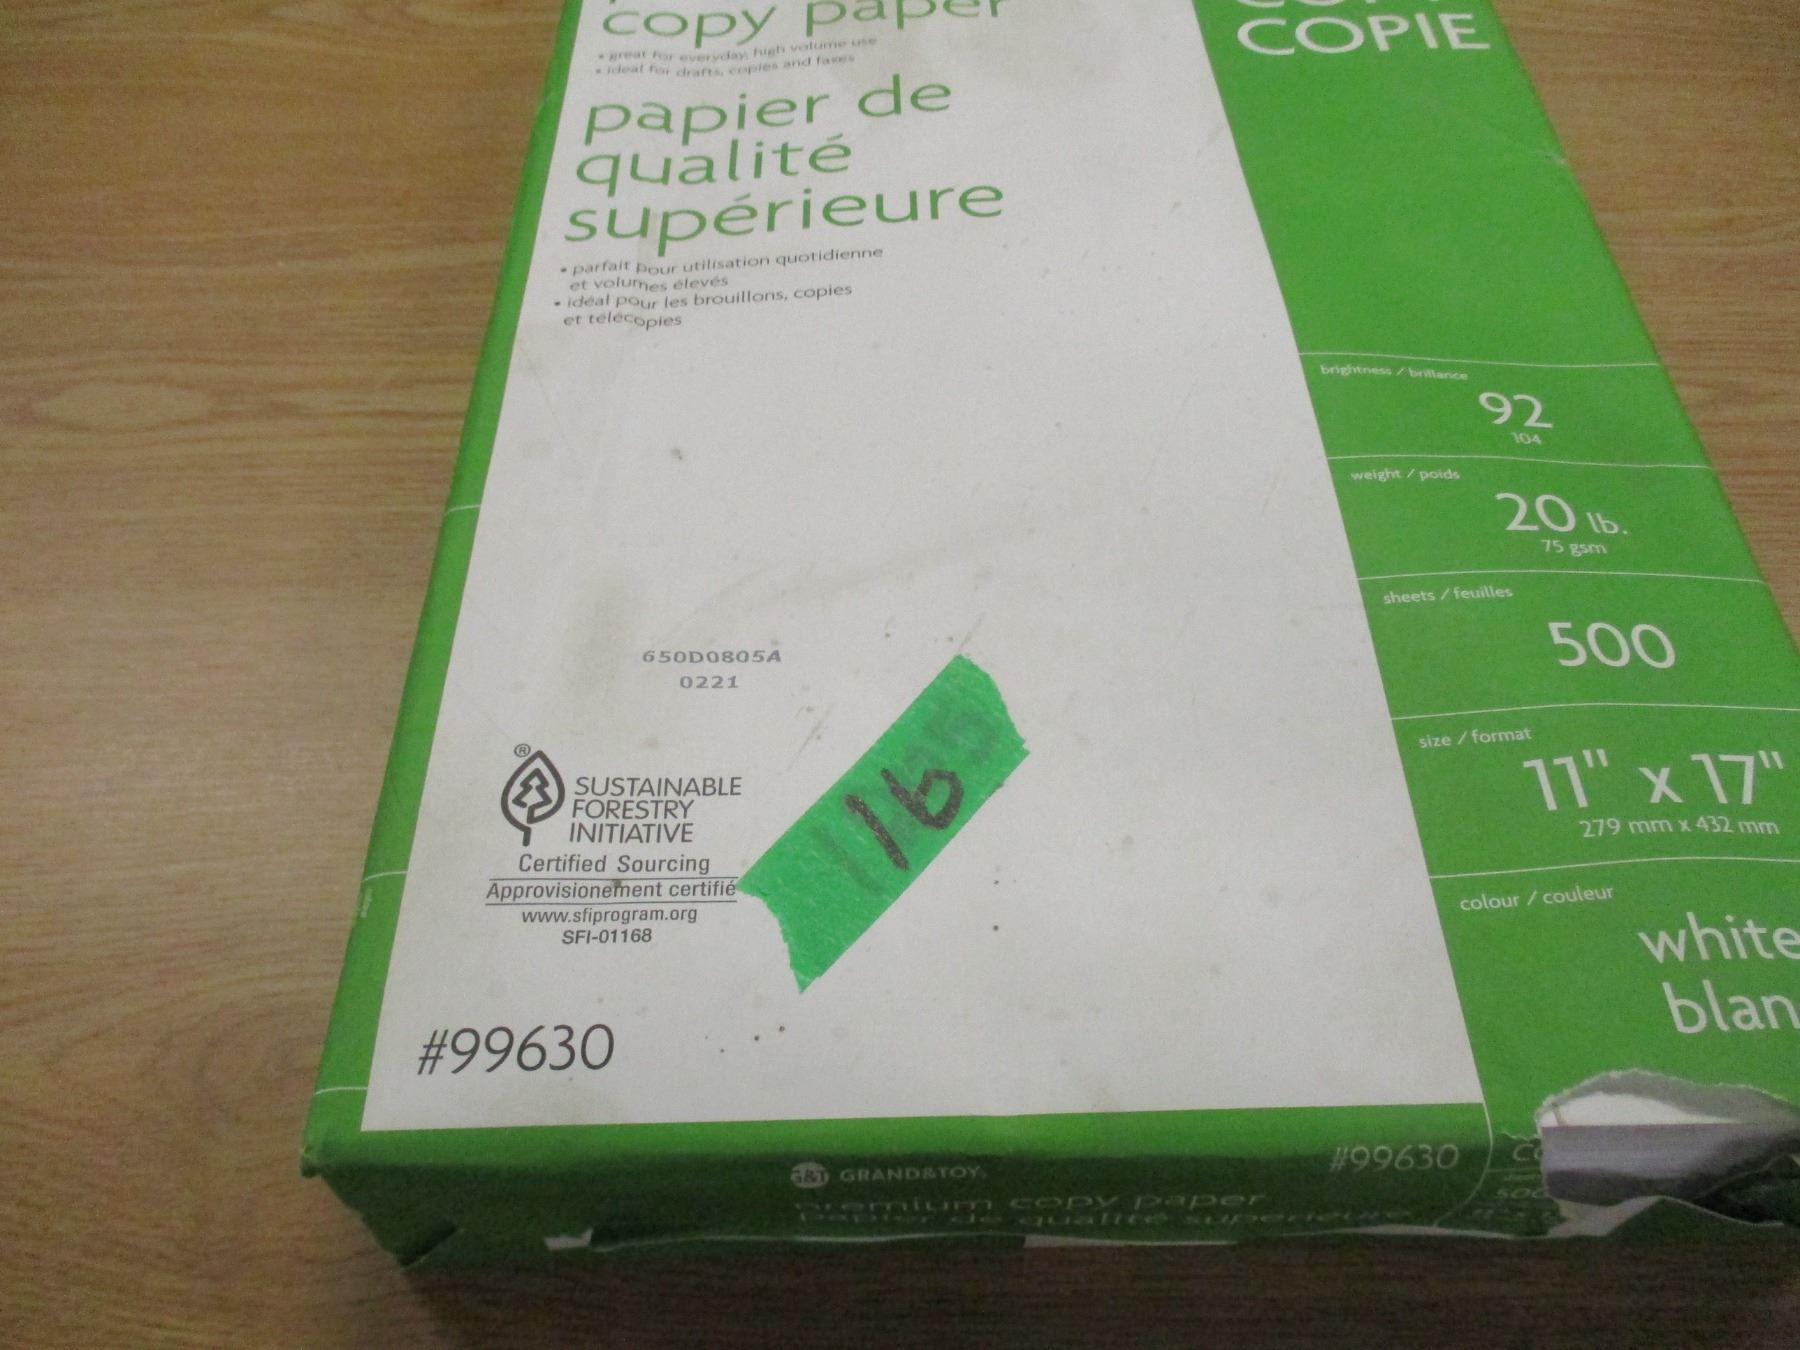 copy paper
• great for everyday, high volume use
• ideal for drafts, copies and faxes
papier de
qualité
supérieure
• parfait pour utilisation quotidienne
et volumes élevés
• idéal pour les brouillons, copies
et télécopies
COPIE
brightness / brillance
92
104
weight / poids
20 lb.
75 gsm
sheets / feuilles
500
size / format
11" x 17"
279 mm x 432 mm
colour / couleur
white
blan
650D0805A
0221
116
®
SUSTAINABLE
FORESTRY
INITIATIVE
Certified Sourcing
Approvisionement certifié
www.sfiprogram.org
SFI-01168
#99630
G&T GRAND&TOY®
#99630
premium copy paper
papier de qualité supérieure